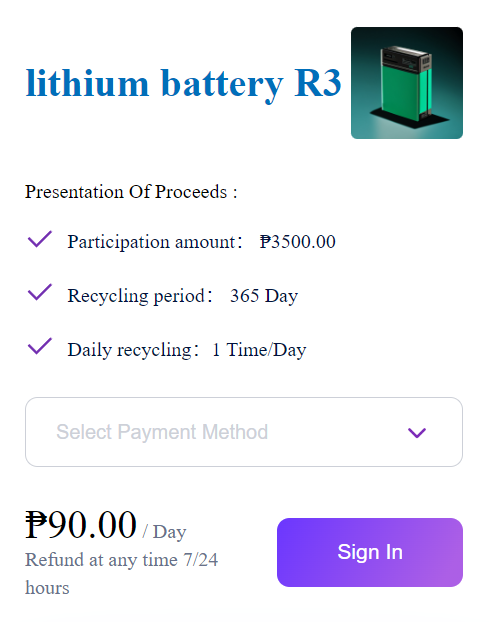 lithium battery R3
Presentation Of Proceeds :
Participation amount： ₱3500.00
Recycling period： 365 Day
Daily recycling：1 Time/Day
Select Payment Method
₱90.00 / Day
Refund at any time 7/24
hours
Sign In